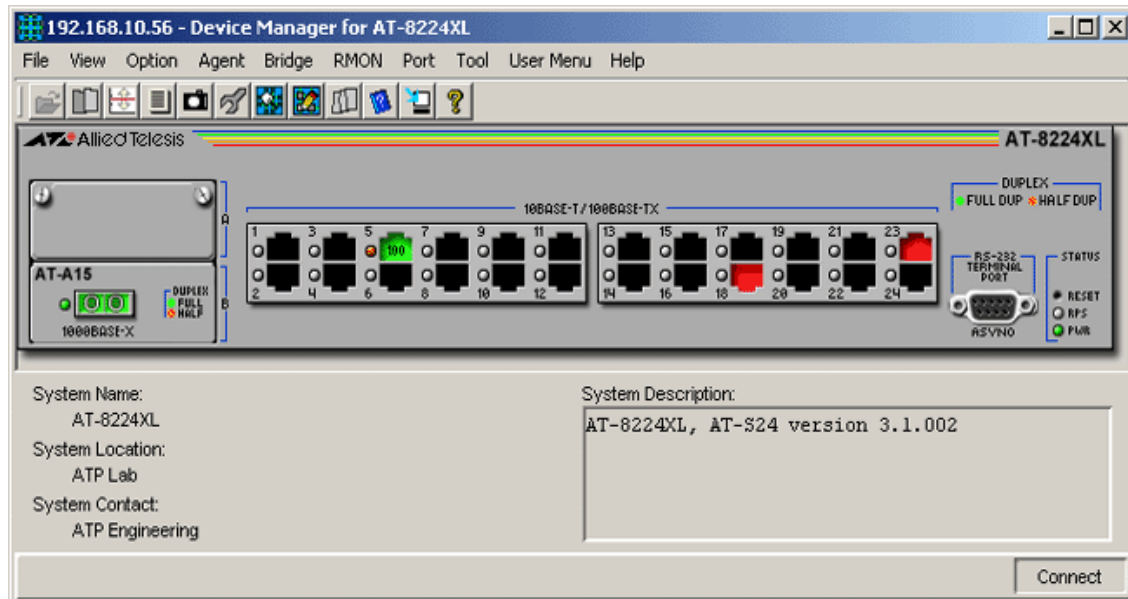 192.168.10.56 - Device Manager for AT-8224XL
File View Option Agent Bridge RMON Port Tool User Menu Help
Allied Telesis
AT-8224XL
DUPLEX
FULL DUP HALF DUP
10BASE-T/100BASE-TX
A
1 3 5 7 9 11 13 15 17 19 21 23
100
2 4 6 8 10 12 14 16 18 20 22 24
AT-A15
DUPLEX
FULL
HALF
B
1000BASE-X
RS-232
TERMINAL
PORT
ASYNO
STATUS
RESET
RPS
PWR
System Name:
AT-8224XL
System Location:
ATP Lab
System Contact:
ATP Engineering
System Description:
AT-8224XL, AT-S24 version 3.1.002
Connect